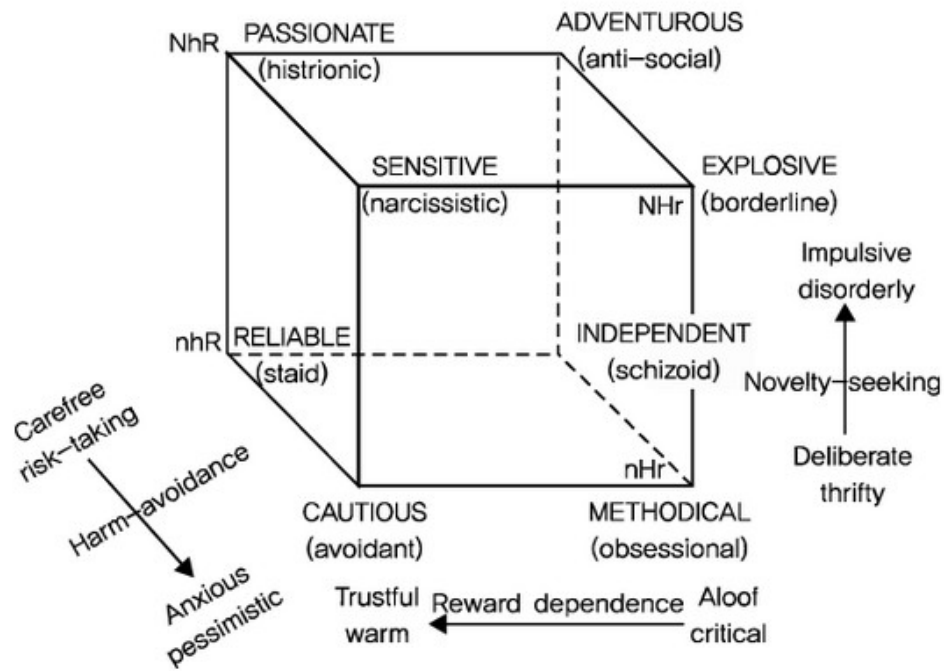 NhR
PASSIONATE
(histrionic)
ADVENTUROUS
(anti-social)
SENSITIVE
(narcissistic)
NHr
EXPLOSIVE
(borderline)
Impulsive
disorderly
nhR
RELIABLE
(staid)
INDEPENDENT
(schizoid)
Novelty-seeking
Carefree
risk-taking
Harm-avoidance
Anxious
pessimistic
nHr
Deliberate
thrifty
CAUTIOUS
(avoidant)
METHODICAL
(obsessional)
Trustful
warm
Reward dependence
Aloof
critical